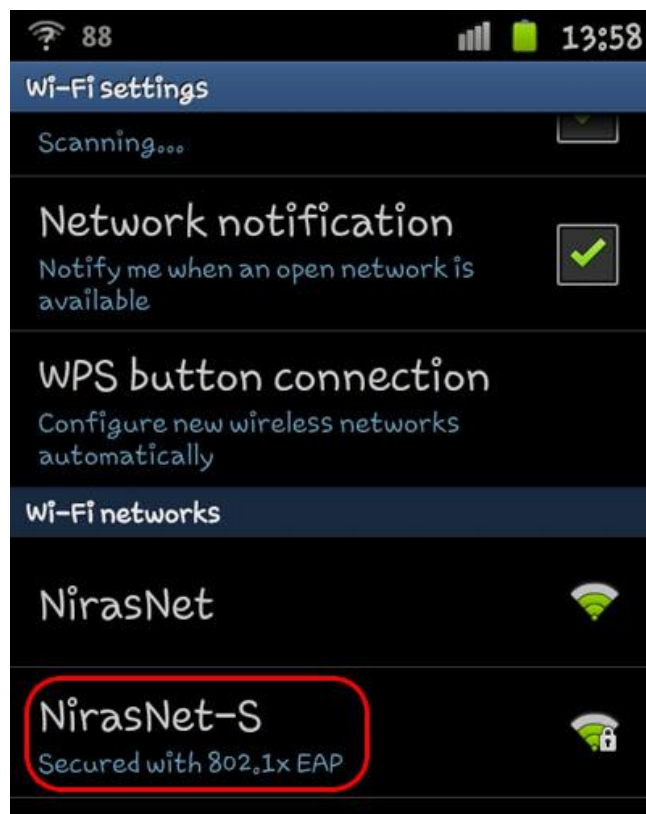 88 13:58
Wi-Fi settings
Scanning...
Network notification
Notify me when an open network is
available
WPS button connection
Configure new wireless networks
automatically
Wi-Fi networks
NirasNet
NirasNet-S
Secured with 802.1x EAP